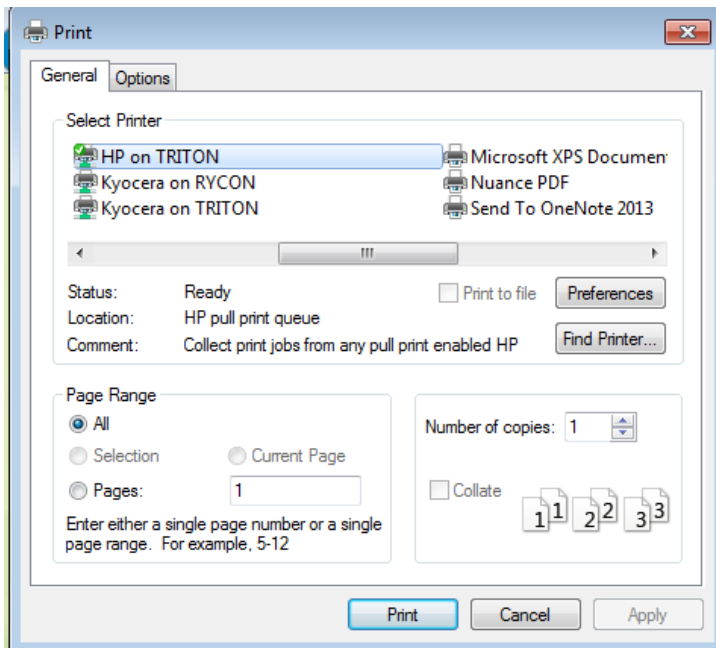 Print
General Options
Select Printer
HP on TRITON Microsoft XPS Documen
Kyocera on RYCON Nuance PDF
Kyocera on TRITON Send To OneNote 2013
Status: Ready Print to file Preferences
Location: HP pull print queue
Comment: Collect print jobs from any pull print enabled HP Find Printer...
Page Range
All Number of copies: 1
Selection Current Page
Pages: 1 Collate
1 1 2 2 3 3
Enter either a single page number or a single
page range. For example, 5-12
Print Cancel Apply